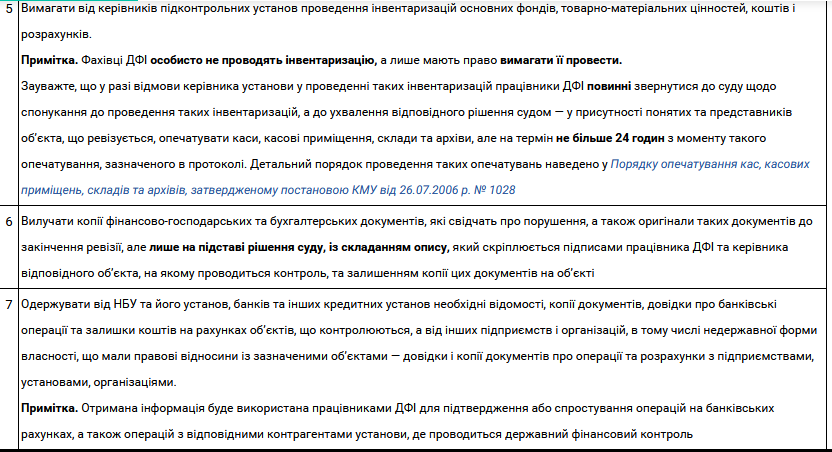 5 Вимагати від керівників підконтрольних установ проведення інвентаризацій основних фондів, товарно-матеріальних цінностей, коштів і
розрахунків.
Примітка. Фахівці ДФІ особисто не проводять інвентаризацію, а лише мають право вимагати її провести.
Зауважте, що у разі відмови керівника установи у проведенні таких інвентаризацій працівники ДФІ повинні звернутися до суду щодо
спонукання до проведення таких інвентаризацій, а до ухвалення відповідного рішення судом — у присутності понятих та представників
об’єкта, що ревізується, опечатувати каси, касові приміщення, склади та архіви, але на термін не більше 24 годин з моменту такого
опечатування, зазначеного в протоколі. Детальний порядок проведення таких опечатувань наведено у Порядку опечатування кас, касових
приміщень, складів та архівів, затвердженому постановою КМУ від 26.07.2006 р. № 1028
6 Вилучати копії фінансово-господарських та бухгалтерських документів, які свідчать про порушення, а також оригінали таких документів до
закінчення ревізії, але лише на підставі рішення суду, із складанням опису, який скріплюється підписами працівника ДФІ та керівника
відповідного об’єкта, на якому проводиться контроль, та залишенням копії цих документів на об’єкті
7 Одержувати від НБУ та його установ, банків та інших кредитних установ необхідні відомості, копії документів, довідки про банківські
операції та залишки коштів на рахунках об’єктів, що контролюються, а від інших підприємств і організацій, в тому числі недержавної форми
власності, що мали правові відносини із зазначеними об’єктами — довідки і копії документів про операції та розрахунки з підприємствами,
установами, організаціями.
Примітка. Отримана інформація буде використана працівниками ДФІ для підтвердження або спростування операцій на банківських
рахунках, а також операцій з відповідними контрагентами установи, де проводиться державний фінансовий контроль